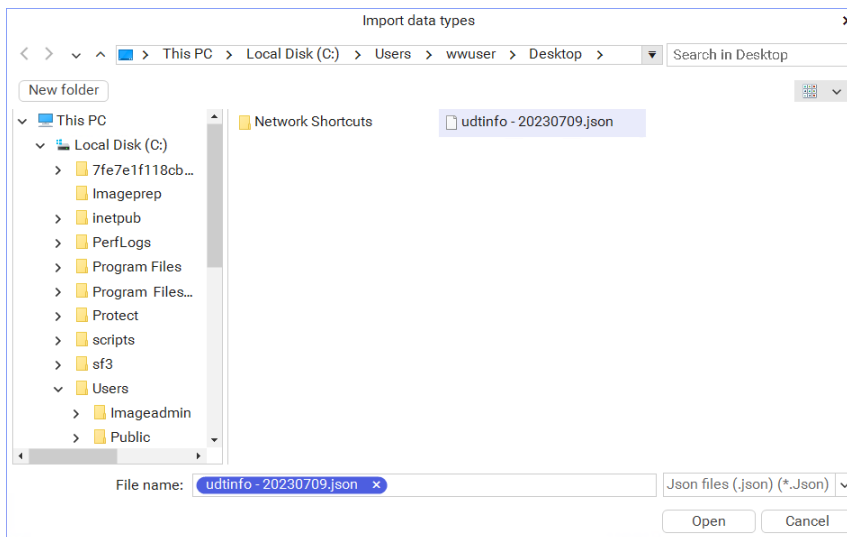 Import data types
This PC > Local Disk (C:) > Users > wwuser > Desktop >
Search in Desktop
New folder
This PC
Local Disk (C:)
7fe7e1f118cb...
Imageprep
inetpub
PerfLogs
Program Files
Program Files...
Protect
scripts
sf3
Users
Imageadmin
Public
Network Shortcuts
udtinfo - 20230709.json
File name: udtinfo - 20230709.json
Json files (.json) (*.Json)
Open
Cancel